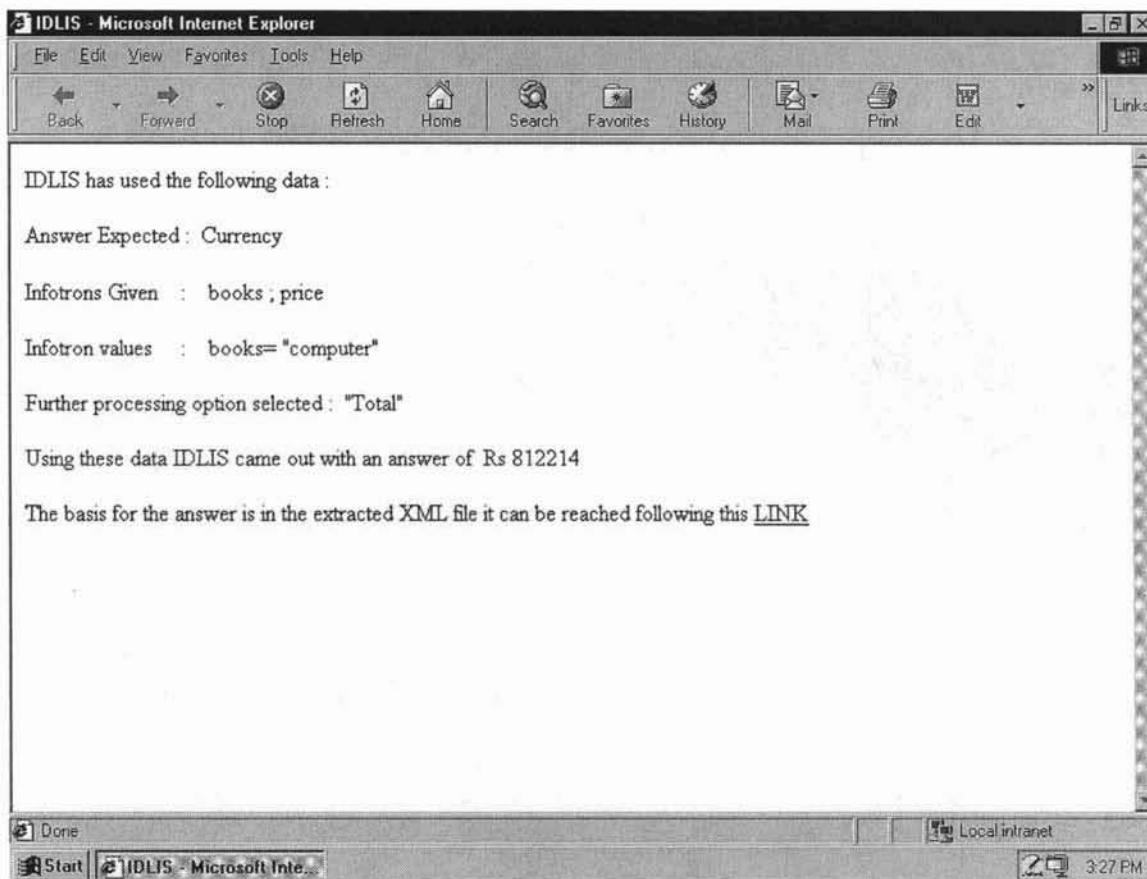 IDLIS - Microsoft Internet Explorer
File Edit View Favorites Tools Help
Back Forward Stop Refresh Home Search Favorites History Mail Print Edit » Links
IDLIS has used the following data :
Answer Expected : Currency
Infotrons Given : books ; price
Infotron values : books= "computer"
Further processing option selected : "Total"
Using these data IDLIS came out with an answer of Rs 812214
The basis for the answer is in the extracted XML file it can be reached following this LINK
Done Local intranet
Start IDLIS - Microsoft Inte... 3:27 PM